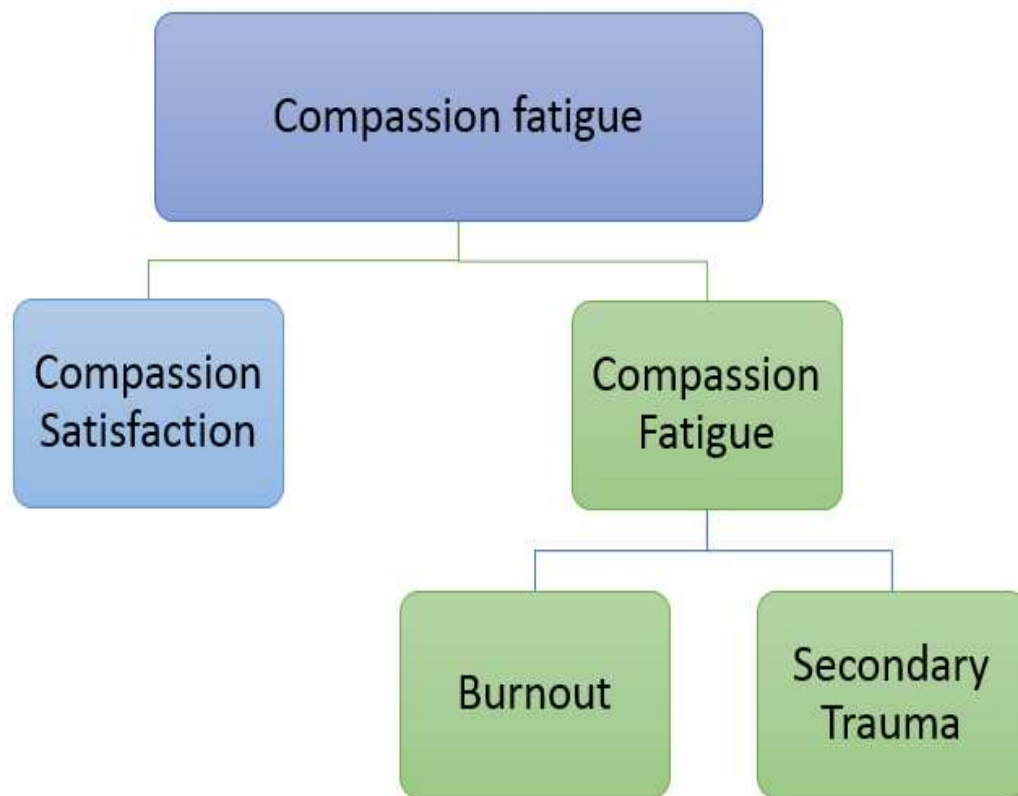 Compassion fatigue
Compassion
Satisfaction
Compassion
Fatigue
Burnout
Secondary
Trauma